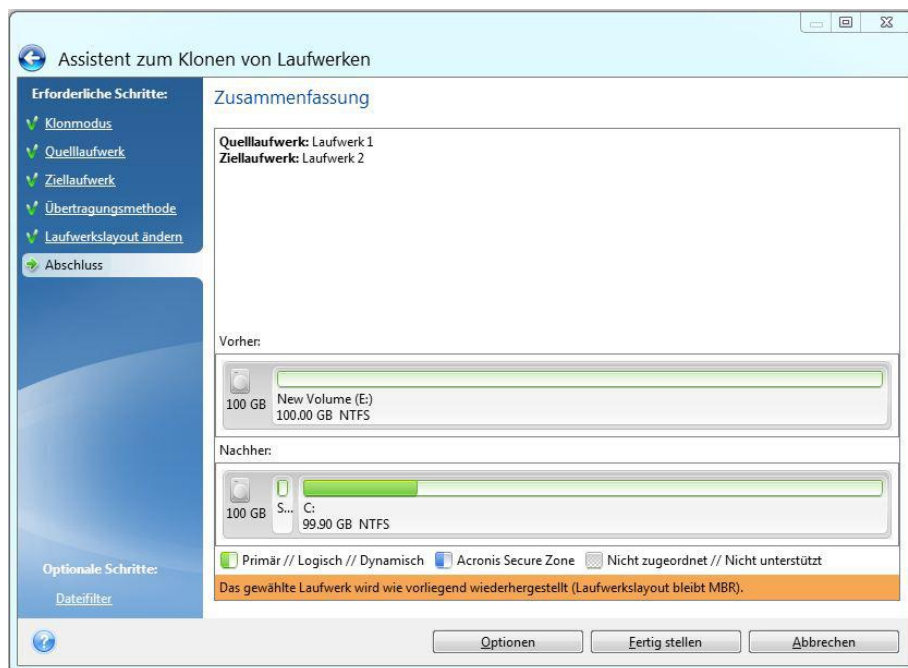 Assistent zum Klonen von Laufwerken
Erforderliche Schritte:
Klonmodus
Quelllaufwerk
Ziellaufwerk
Übertragungsmethode
Laufwerkslayout ändern
Abschluss
Optionale Schritte:
Dateifilter
Zusammenfassung
Quelllaufwerk: Laufwerk 1
Ziellaufwerk: Laufwerk 2
Vorher:
100 GB
New Volume (E:)
100.00 GB NTFS
Nachher:
100 GB
S...
C:
99.90 GB NTFS
Primär // Logisch // Dynamisch Acronis Secure Zone Nicht zugeordnet // Nicht unterstützt
Das gewählte Laufwerk wird wie vorliegend wiederhergestellt (Laufwerkslayout bleibt MBR).
? Optionen Fertig stellen Abbrechen